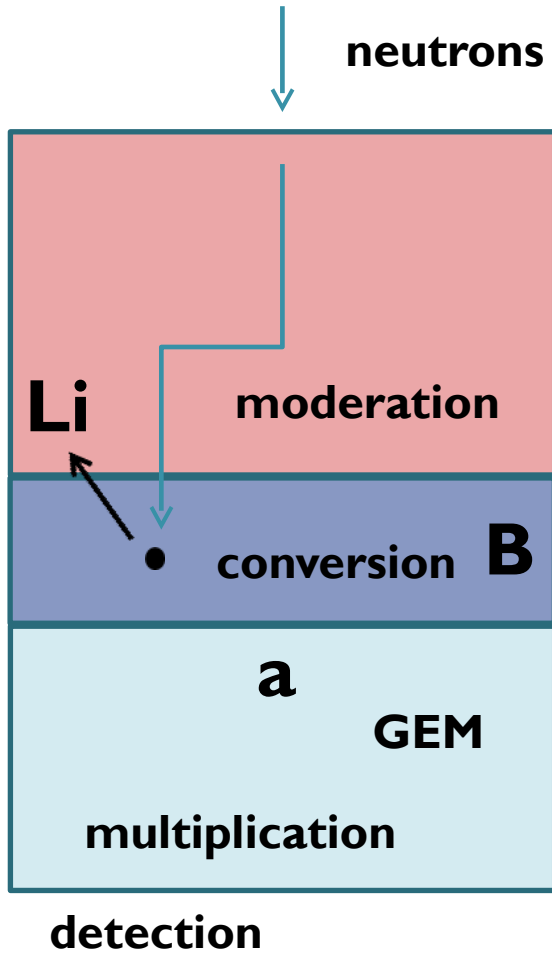 neutrons
Li
moderation
conversion B
a
GEM
multiplication
detection